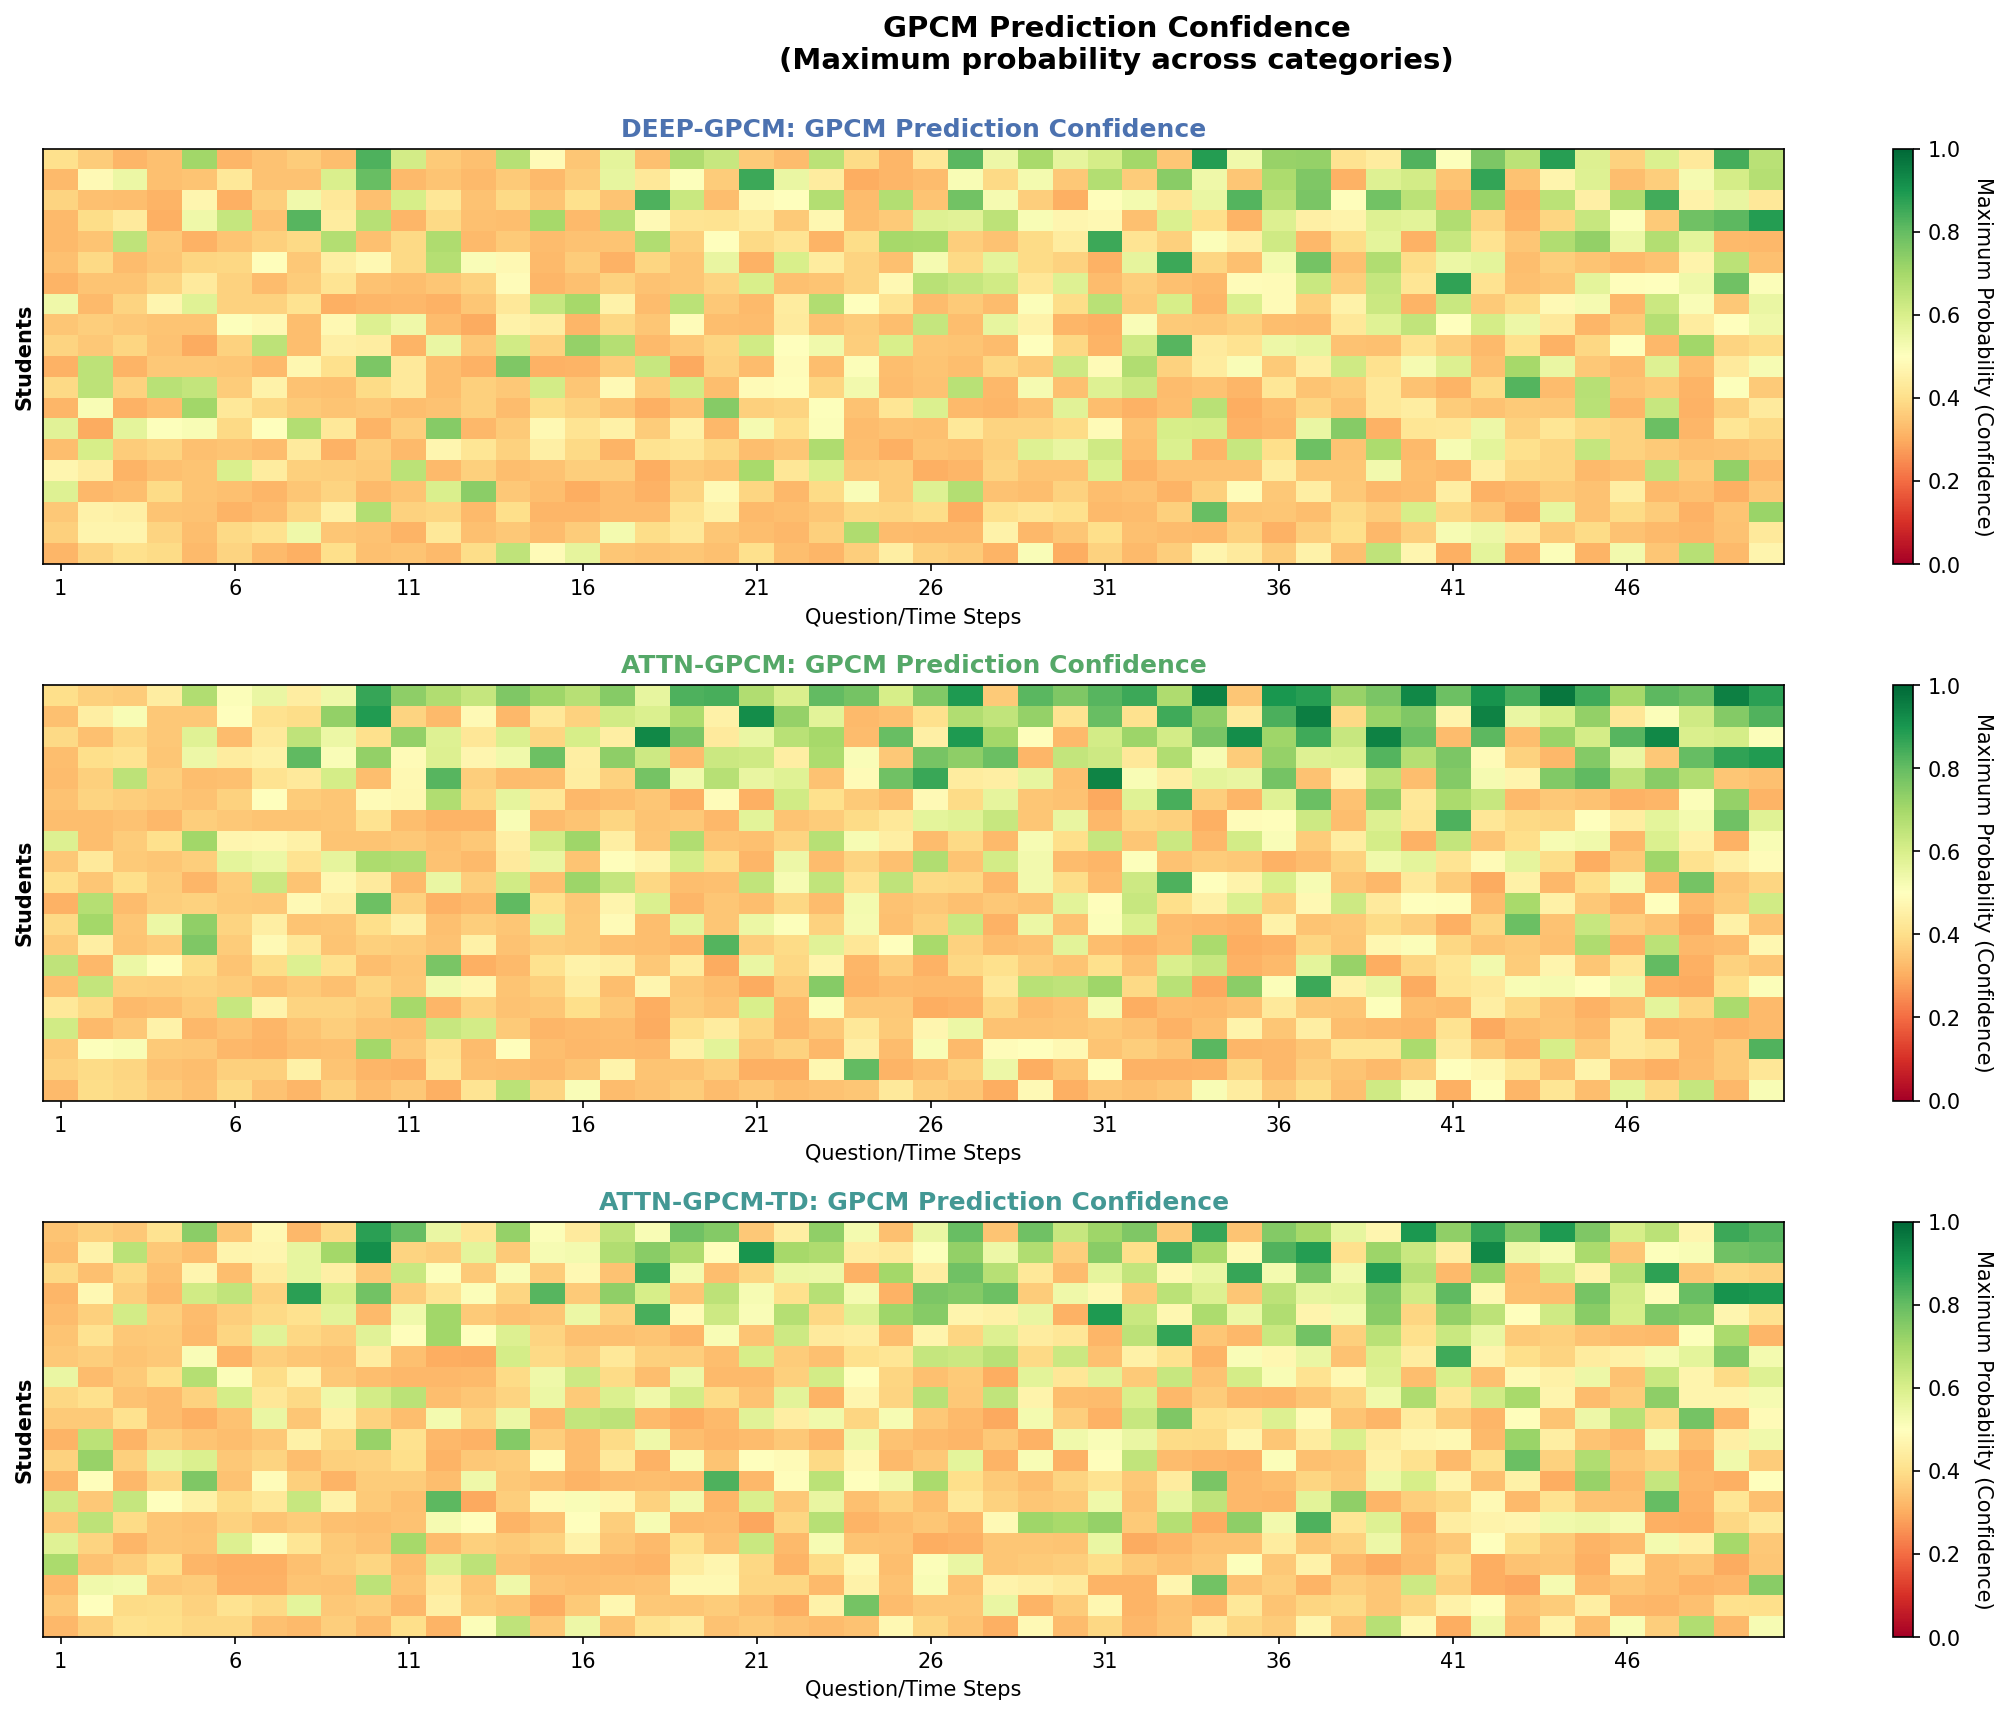 GPCM Prediction Confidence
(Maximum probability across categories)
DEEP-GPCM: GPCM Prediction Confidence
Students
1 6 11 16 21 26 31 36 41 46
Question/Time Steps
1.0
0.8
0.6
0.4
0.2
0.0
Maximum Probability (Confidence)
ATTN-GPCM: GPCM Prediction Confidence
Students
1 6 11 16 21 26 31 36 41 46
Question/Time Steps
1.0
0.8
0.6
0.4
0.2
0.0
Maximum Probability (Confidence)
ATTN-GPCM-TD: GPCM Prediction Confidence
Students
1 6 11 16 21 26 31 36 41 46
Question/Time Steps
1.0
0.8
0.6
0.4
0.2
0.0
Maximum Probability (Confidence)